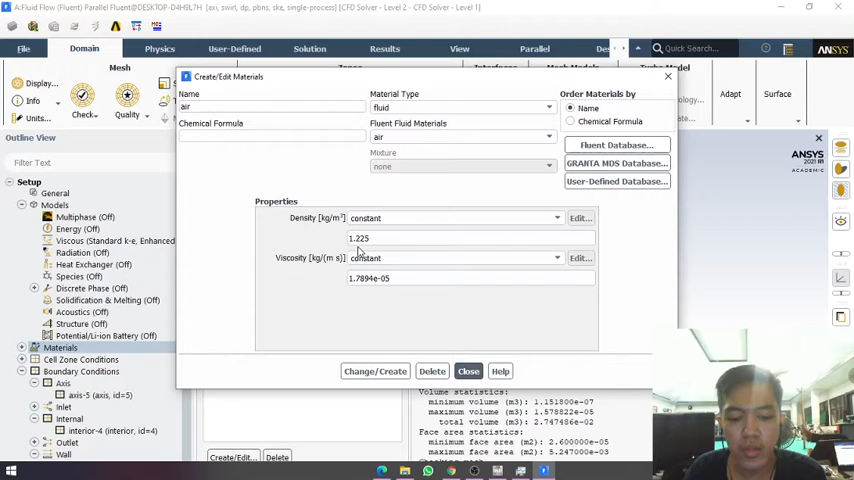 A:Fluid Flow (Fluent) Parallel Fluent@DESKTOP-D4H9L7H [axi, swirl, dp, pbns, ske, single-process] [CFD Solver - Level 2 - CFD Solver - Level 1]
File
Domain
Physics
User-Defined
Solution
Results
View
Parallel
Des
Quick Search...
ANSYS
Mesh
Zones
Interfaces
Mesh Models
Display...
Info
Units...
Check
Quality
Adapt
Surface
Create/Edit Materials
Name
air
Chemical Formula
Material Type
fluid
Fluent Fluid Materials
air
Mixture
none
Order Materials by
Name
Chemical Formula
Fluent Database...
GRANTA MDS Database...
User-Defined Database...
Properties
Density [kg/m³]
constant
Edit...
1.225
Viscosity [kg/(m s)]
constant
Edit...
1.7894e-05
Change/Create
Delete
Close
Help
Outline View
Filter Text
Setup
General
Models
Multiphase (Off)
Energy (Off)
Viscous (Standard k-e, Enhanced
Radiation (Off)
Heat Exchanger (Off)
Species (Off)
Discrete Phase (Off)
Solidification & Melting (Off)
Acoustics (Off)
Structure (Off)
Potential/Li-ion Battery (Off)
Materials
Cell Zone Conditions
Boundary Conditions
Axis
axis-5 (axis, id=5)
Inlet
Internal
interior-4 (interior, id=4)
Outlet
Wall
Create/Edit...
Delete
ANSYS
2021 R1
ACADEMIC
Volume statistics:
minimum volume (m3): 1.151800e-07
maximum volume (m3): 1.578822e-05
total volume (m3): 2.747486e-02
Face area statistics:
minimum face area (m2): 2.600000e-05
maximum face area (m2): 5.247000e-03